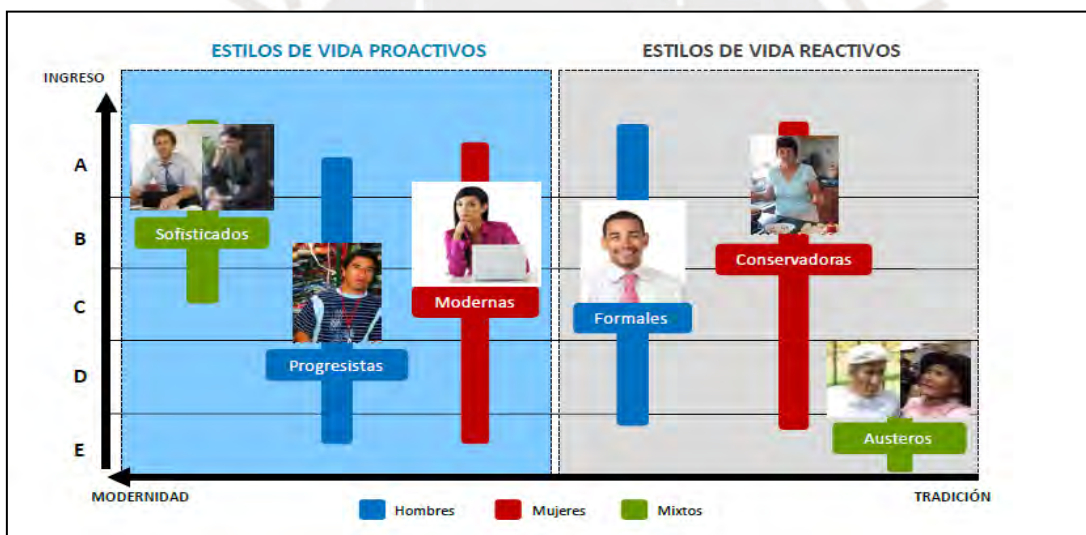 ESTILOS DE VIDA PROACTIVOS
ESTILOS DE VIDA REACTIVOS
INGRESO
A
B
C
D
E
Sofisticados
Progresistas
Modernas
Formales
Conservadoras
Austeros
MODERNIDAD
TRADICIÓN
Hombres
Mujeres
Mixtos